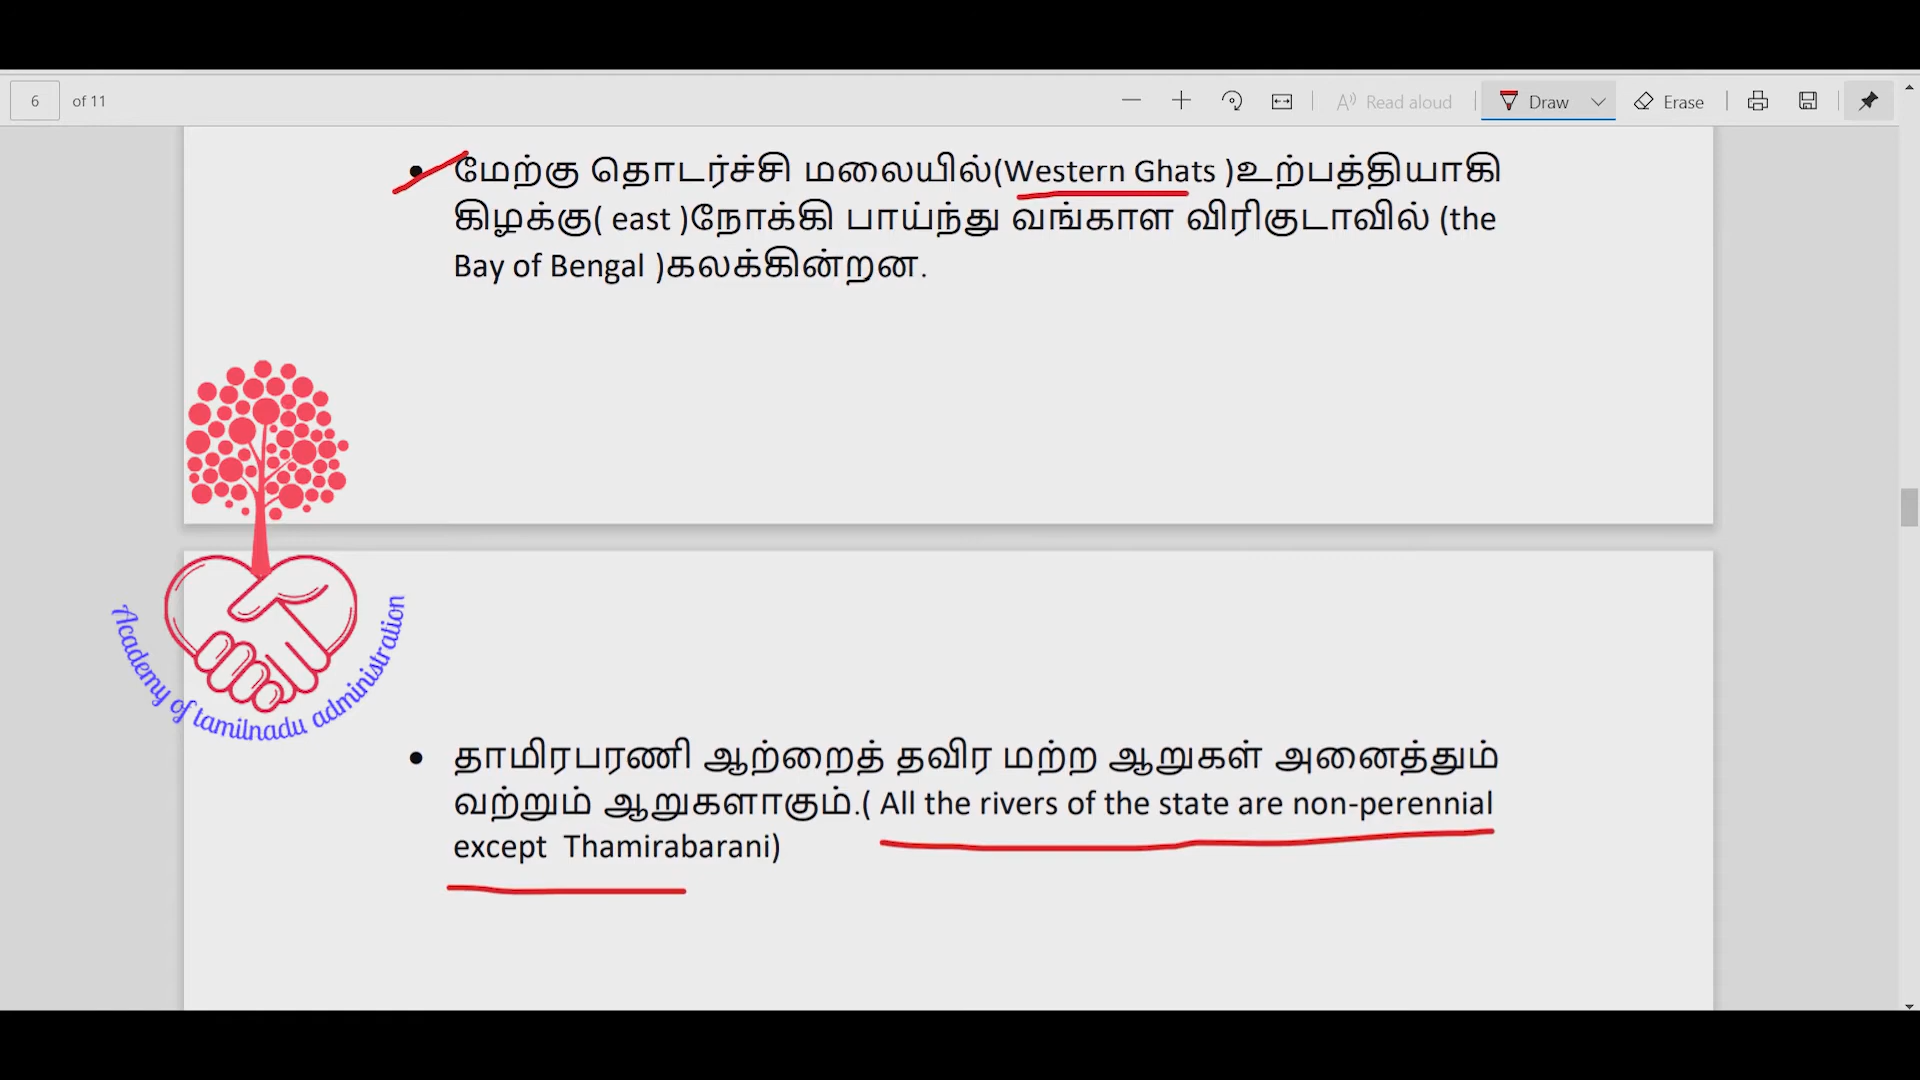 6 of 11 Read aloud Draw Erase
மேற்கு தொடர்ச்சி மலையில்(Western Ghats )உற்பத்தியாகி
கிழக்கு( east )நோக்கி பாய்ந்து வங்காள விரிகுடாவில் (the
Bay of Bengal )கலக்கின்றன.
Academy of tamilnadu administration
தாமிரபரணி ஆற்றைத் தவிர மற்ற ஆறுகள் அனைத்தும்
வற்றும் ஆறுகளாகும்.( All the rivers of the state are non-perennial
except Thamirabarani)